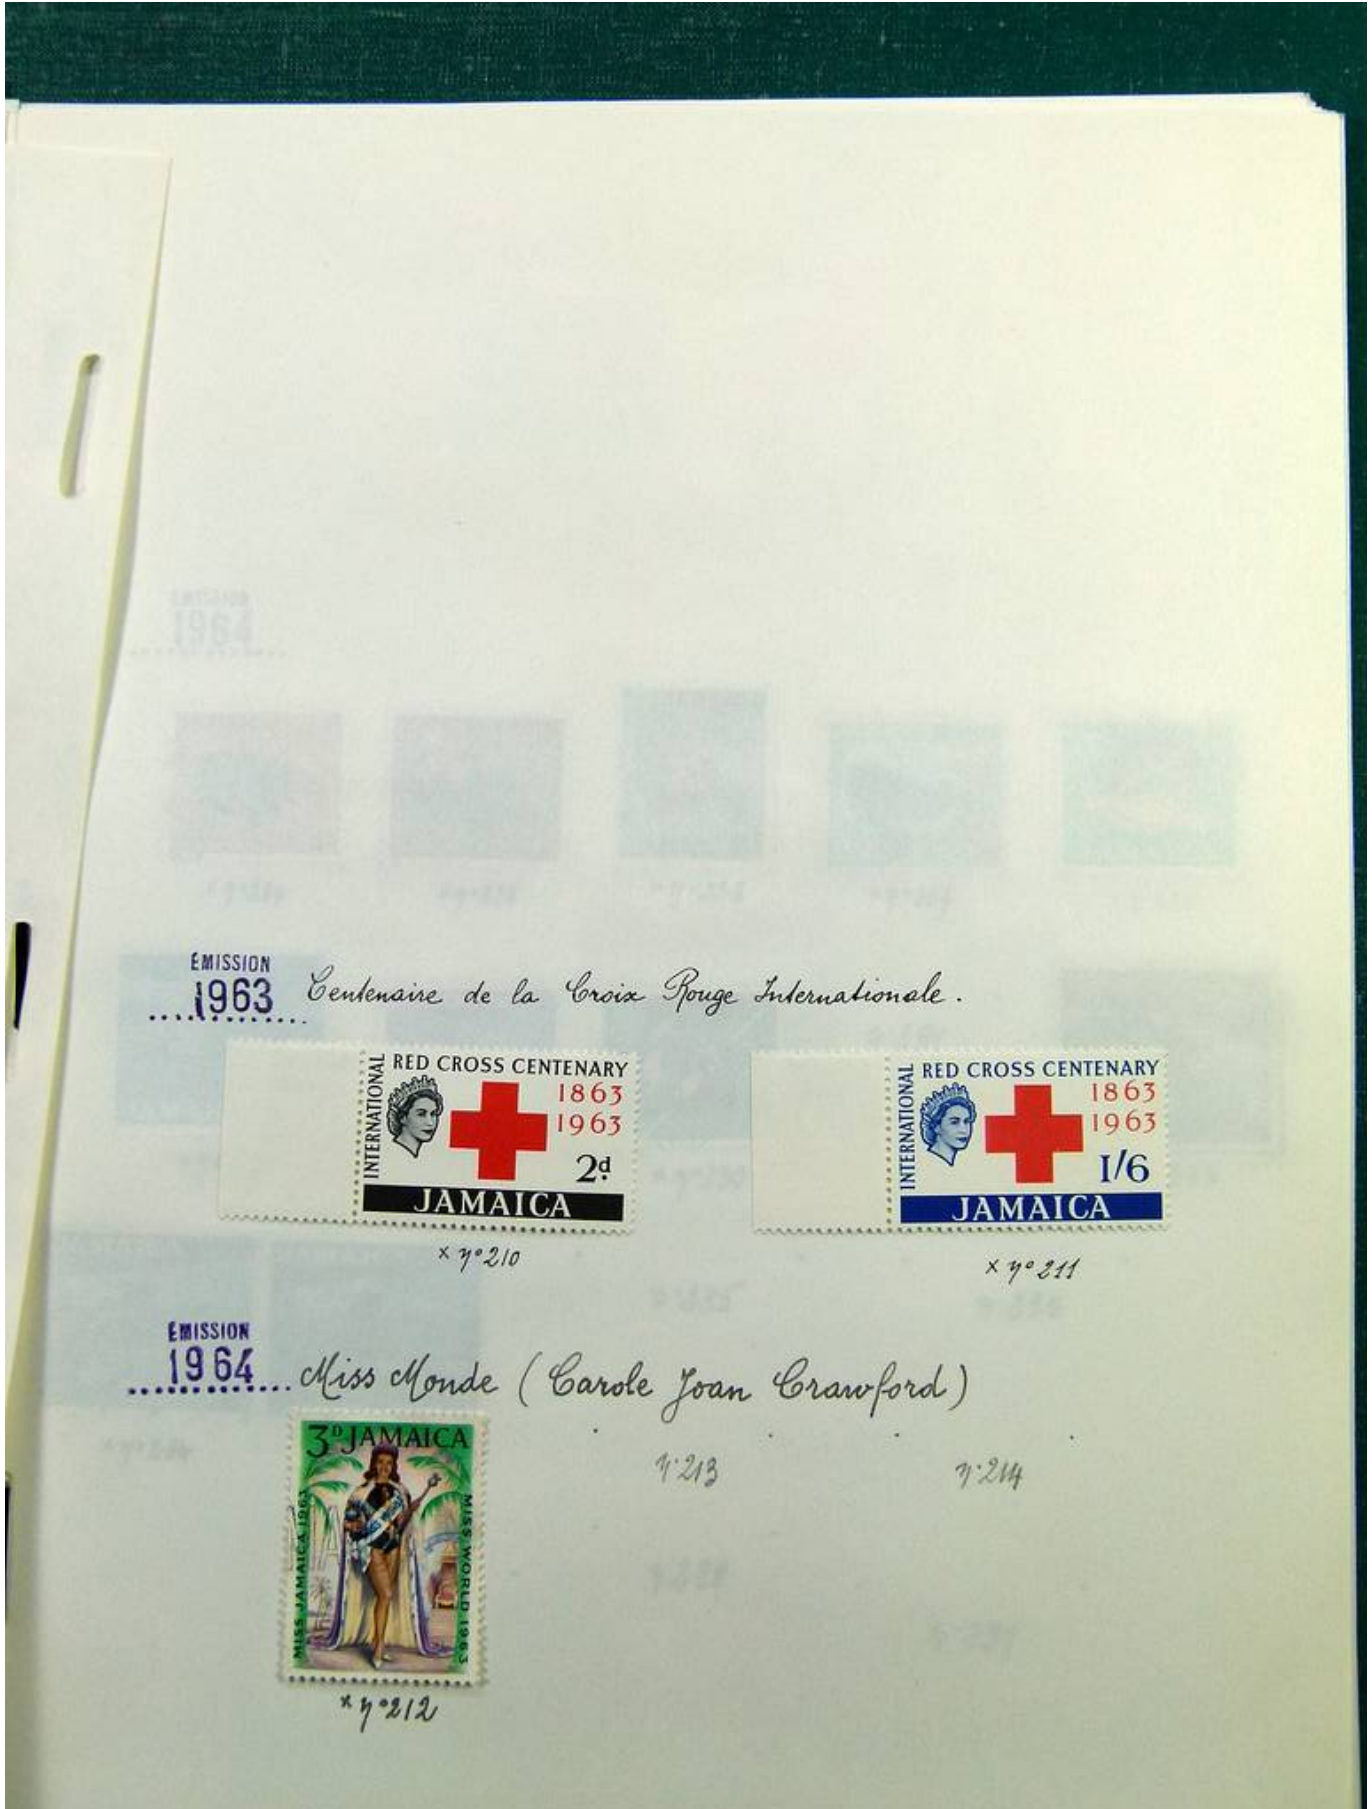 ÉMISSION
1963 Centenaire de la Croix Rouge Internationale.
INTERNATIONAL
RED CROSS CENTENARY
1863
1963
2d
JAMAICA
x n° 210
INTERNATIONAL
RED CROSS CENTENARY
1863
1963
1/6
JAMAICA
x n° 211
EMISSION
1964 Miss Monde (Carole Joan Crawford)
3D JAMAICA
MISS JAMAICA 1963
MISS WORLD 1963
x n° 212
n° 213
n° 214